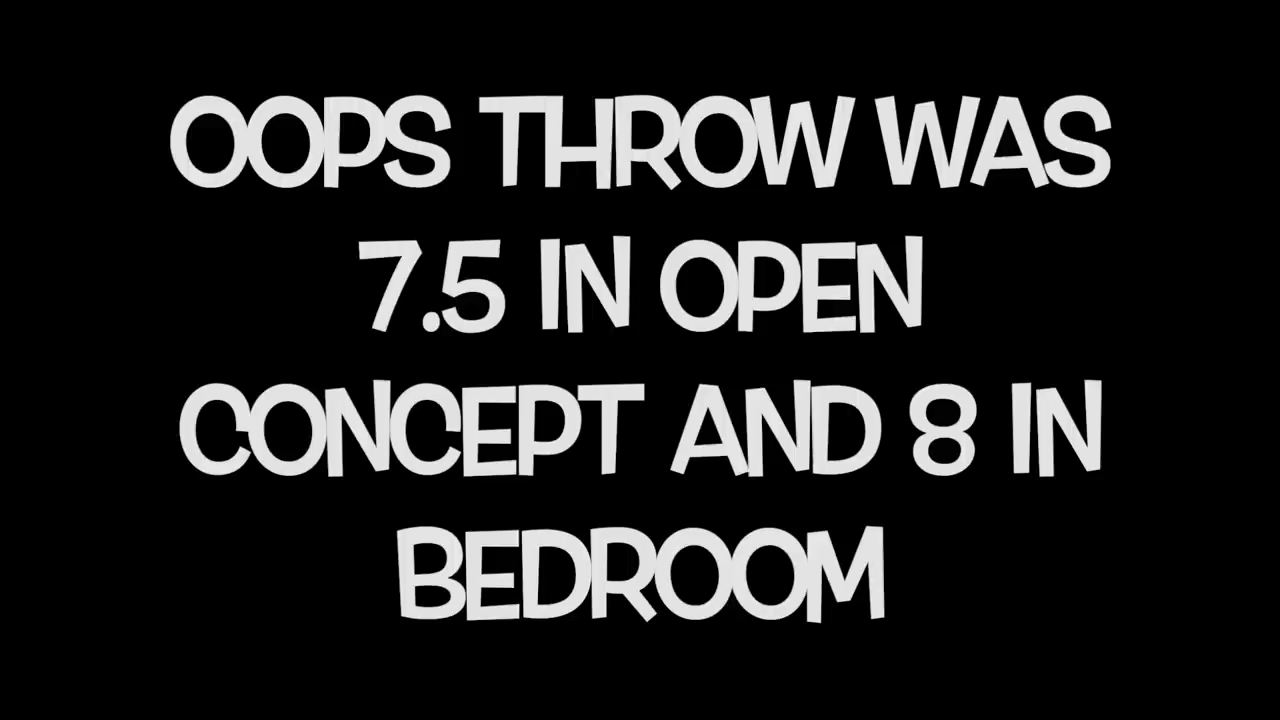 OOPS THROW WAS
7.5 IN OPEN
CONCEPT AND 8 IN
BEDROOM